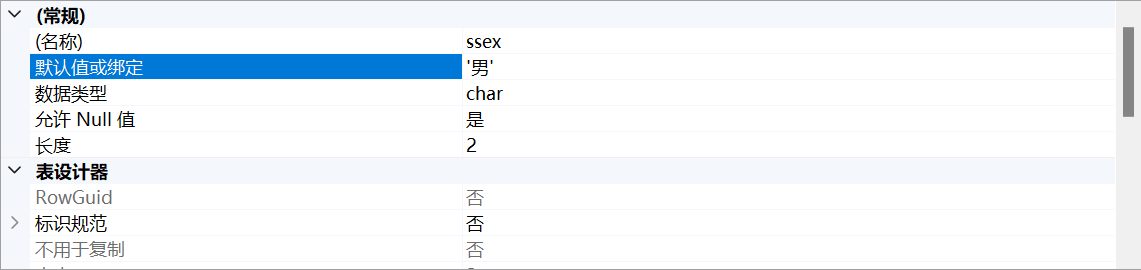 (常规)
(名称) ssex
默认值或绑定 '男'
数据类型 char
允许 Null 值 是
长度 2
表设计器
RowGuid 否
标识规范 否
不用于复制 否